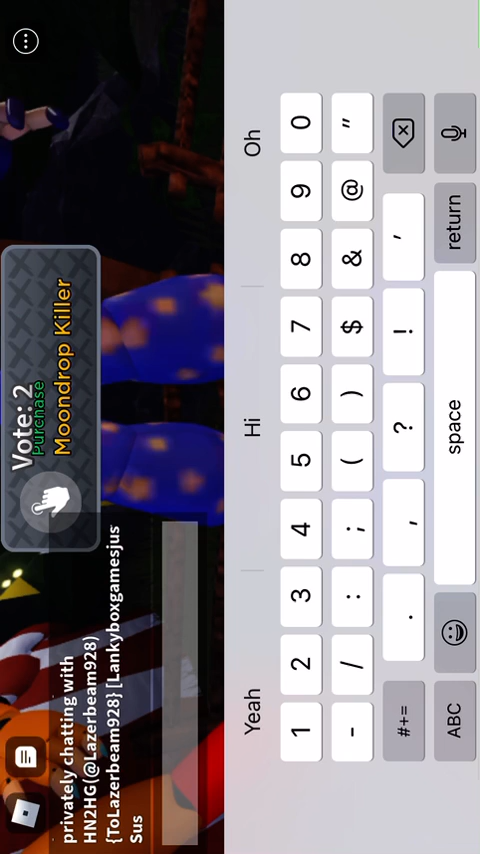 Vote: 2
Purchase
Moondrop Killer
privately chatting with
HN2HG(@Lazerbeam928)
{ToLazerbeam928} [Lankyboxgamesjus
Sus
Yeah
Hi
Oh
1 2 3 4 5 6 7 8 9 0
- / : ; ( ) $ & @ "
#+= . , ? ! '
ABC space return